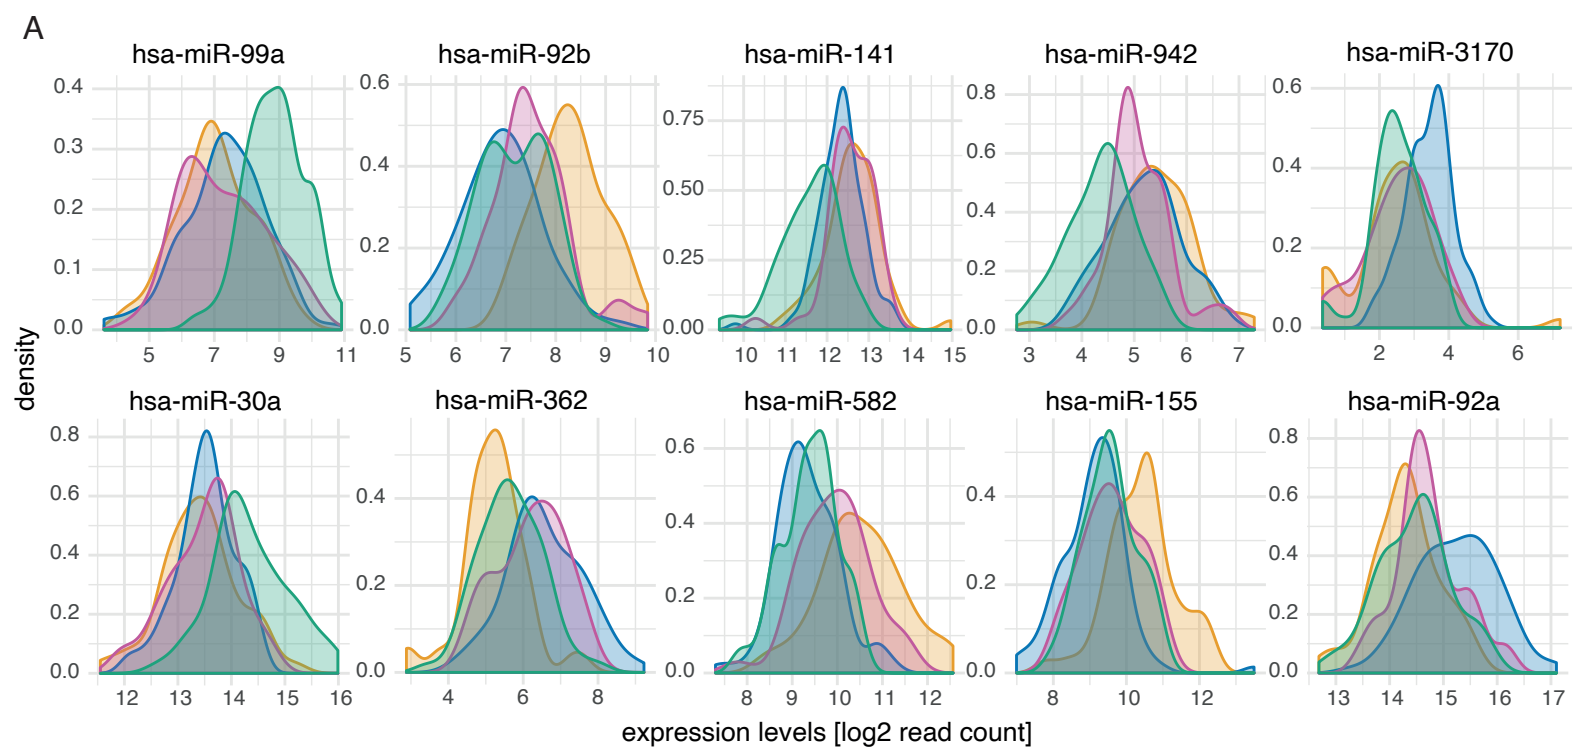 A
hsa-miR-99a hsa-miR-92b hsa-miR-141 hsa-miR-942 hsa-miR-3170
0.4 0.3 0.2 0.1 0.0
5 7 9 11
0.6 0.4 0.2 0.0
5 6 7 8 9 10
0.75 0.50 0.25 0.00
10 11 12 13 14 15
0.8 0.6 0.4 0.2 0.0
3 4 5 6 7
0.6 0.4 0.2 0.0
2 4 6
density
hsa-miR-30a hsa-miR-362 hsa-miR-582 hsa-miR-155 hsa-miR-92a
0.8 0.6 0.4 0.2 0.0
12 13 14 15 16
0.4 0.2 0.0
4 6 8
0.6 0.4 0.2 0.0
8 9 10 11 12
0.4 0.2 0.0
8 10 12
0.8 0.6 0.4 0.2 0.0
13 14 15 16 17
expression levels [log2 read count]